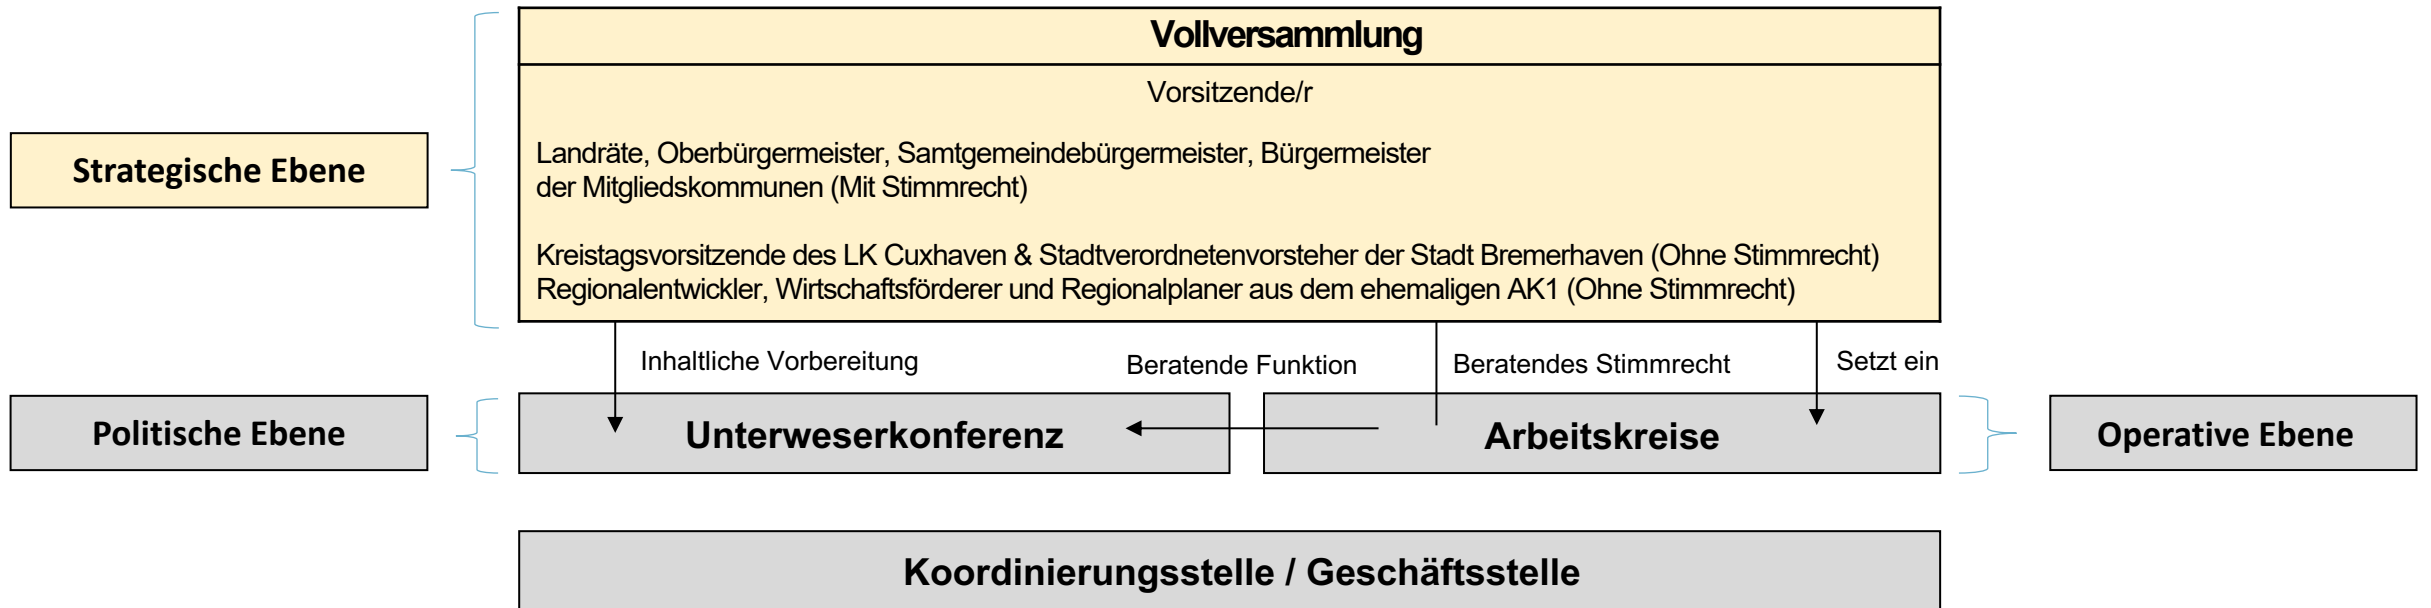 Vollversammlung
Vorsitzende/r
Strategische Ebene
Landräte, Oberbürgermeister, Samtgemeindebürgermeister, Bürgermeister
der Mitgliedskommunen (Mit Stimmrecht)
Kreistagsvorsitzende des LK Cuxhaven & Stadtverordnetenvorsteher der Stadt Bremerhaven (Ohne Stimmrecht)
Regionalentwickler, Wirtschaftsförderer und Regionalplaner aus dem ehemaligen AK1 (Ohne Stimmrecht)
Inhaltliche Vorbereitung
Beratende Funktion
Beratendes Stimmrecht
Setzt ein
Politische Ebene
Unterweserkonferenz
Arbeitskreise
Operative Ebene
Koordinierungsstelle / Geschäftsstelle